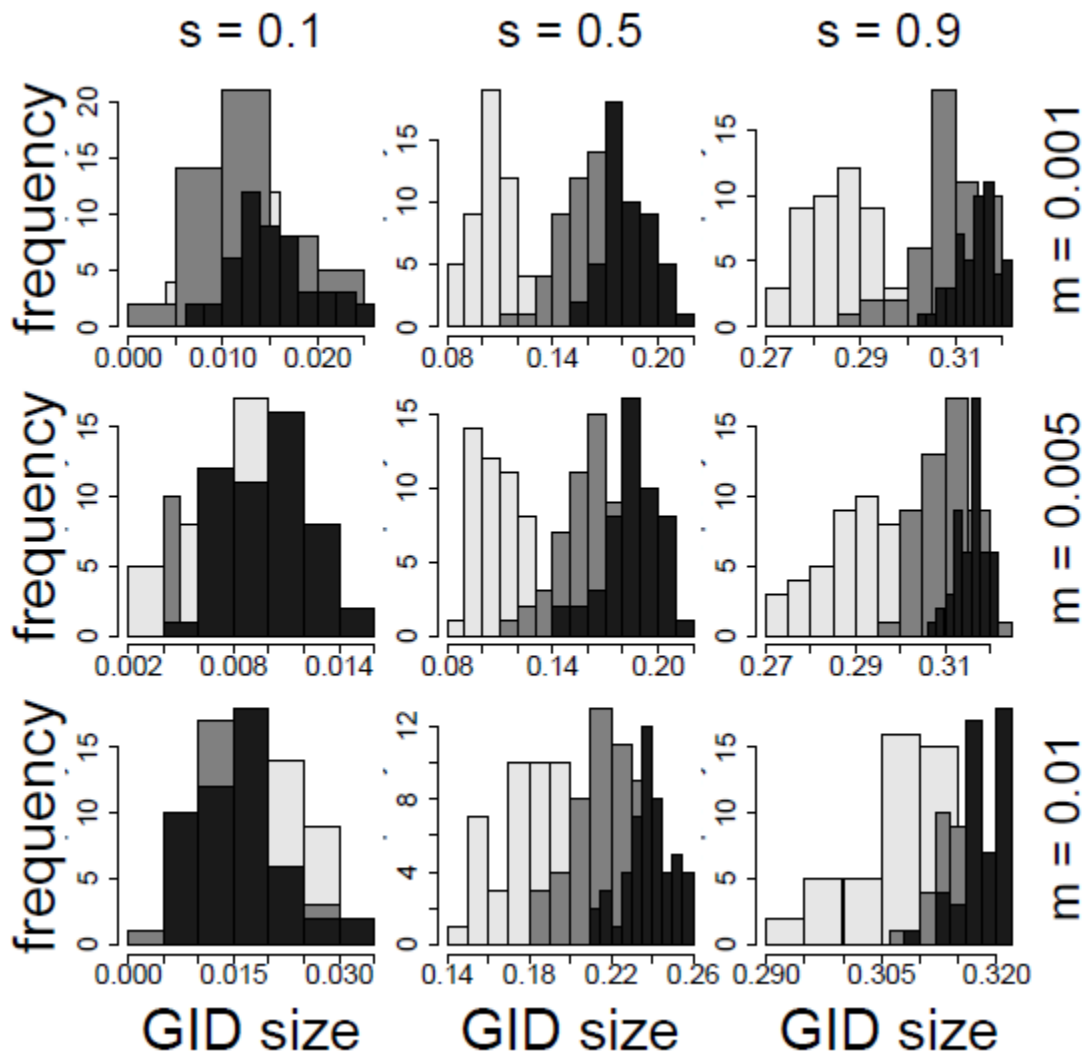 s = 0.1 s = 0.5 s = 0.9
frequency
0 5 10 15 20
0.000 0.010 0.020
0 5 10 15
0.08 0.14 0.20
0 5 10 15
0.27 0.29 0.31
m = 0.001
frequency
0 5 10 15
0.002 0.008 0.014
0 5 10 15
0.08 0.14 0.20
0 5 10 15
0.27 0.29 0.31
m = 0.005
frequency
0 5 10 15
0.000 0.015 0.030
0 4 8 12
0.14 0.18 0.22 0.26
0 5 10 15
0.290 0.305 0.320
m = 0.01
GID size GID size GID size